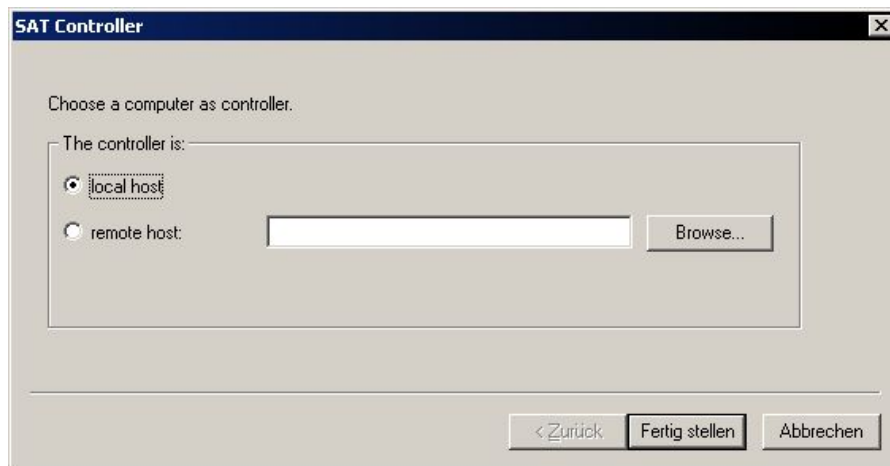 SAT Controller
Choose a computer as controller.
The controller is:
local host
remote host:
Browse...
< Zurück
Fertig stellen
Abbrechen